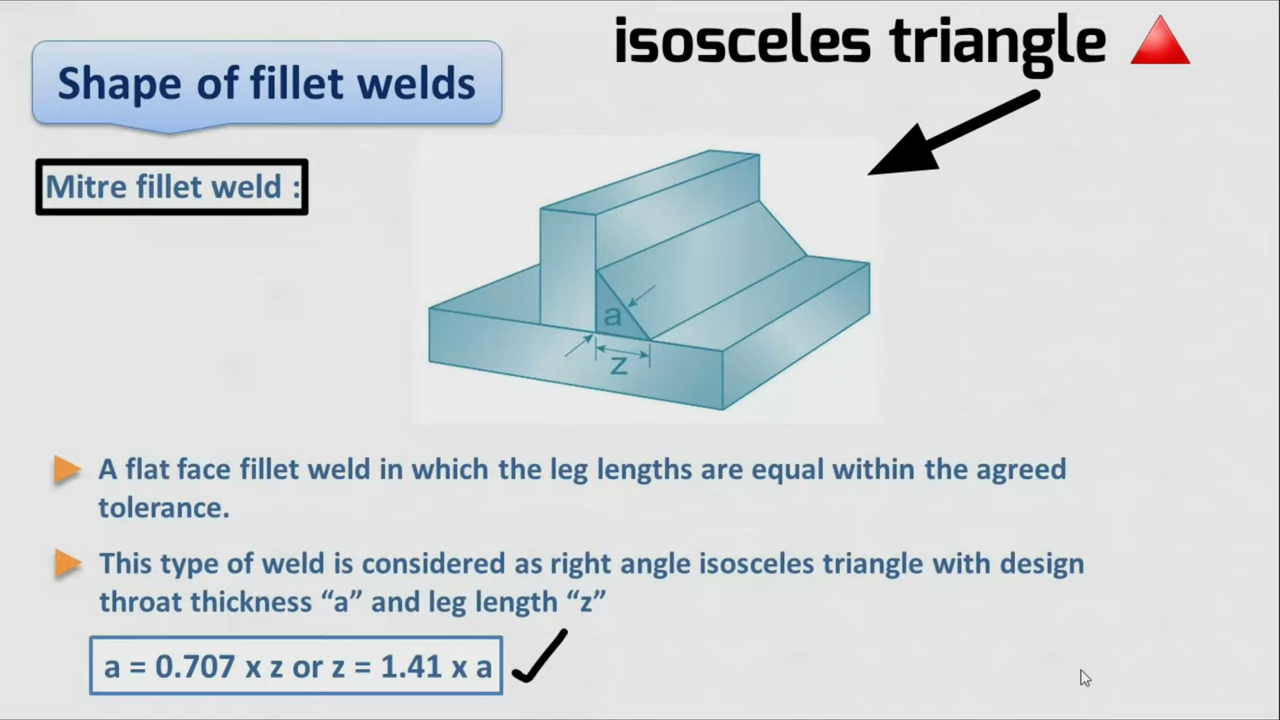 isosceles triangle
Shape of fillet welds
Mitre fillet weld :
a
z
A flat face fillet weld in which the leg lengths are equal within the agreed
tolerance.
This type of weld is considered as right angle isosceles triangle with design
throat thickness “a” and leg length “z”
a = 0.707 x z or z = 1.41 x a